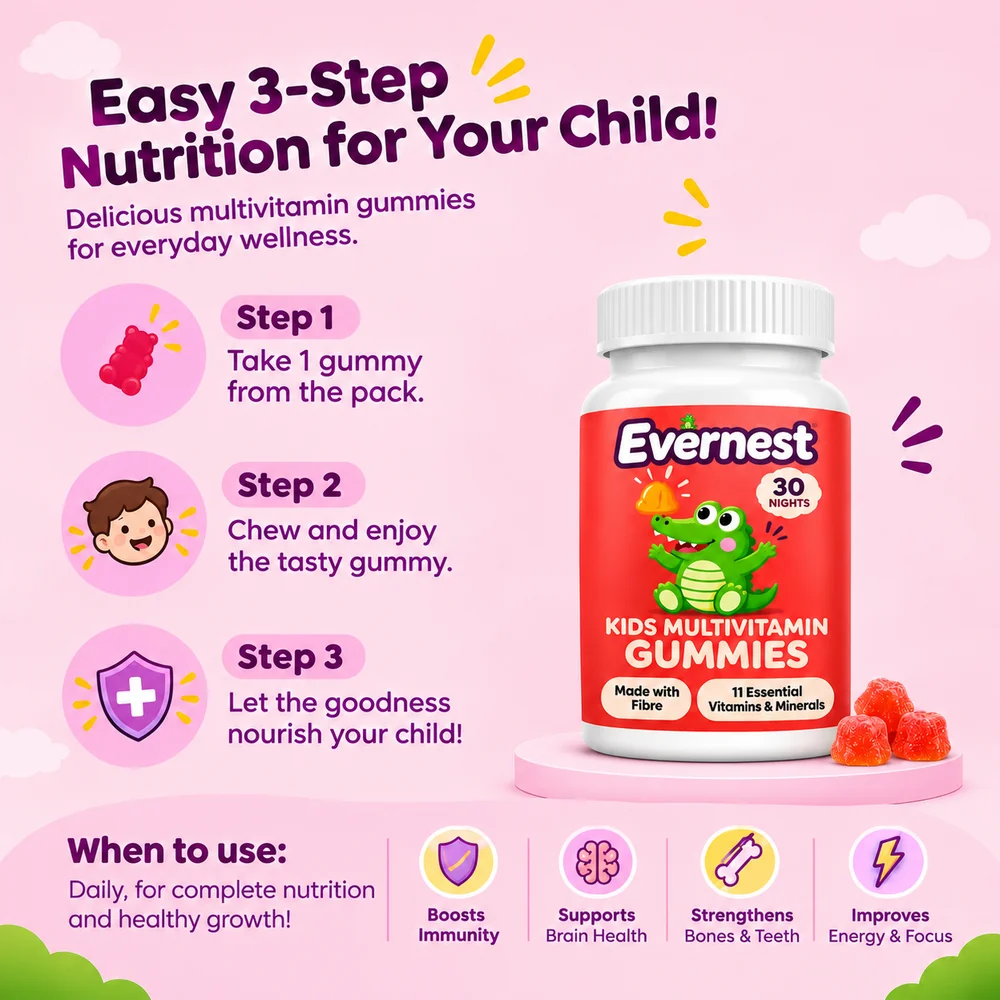 Easy 3-Step
Nutrition for Your Child!
Delicious multivitamin gummies
for everyday wellness.
Step 1
Take 1 gummy
from the pack.
Step 2
Chew and enjoy
the tasty gummy.
Step 3
Let the goodness
nourish your child!
Evernest
30
NIGHTS
KIDS MULTIVITAMIN
GUMMIES
Made with
Fibre
11 Essential
Vitamins & Minerals
When to use:
Daily, for complete nutrition
and healthy growth!
Boosts
Immunity
Supports
Brain Health
Strengthens
Bones & Teeth
Improves
Energy & Focus